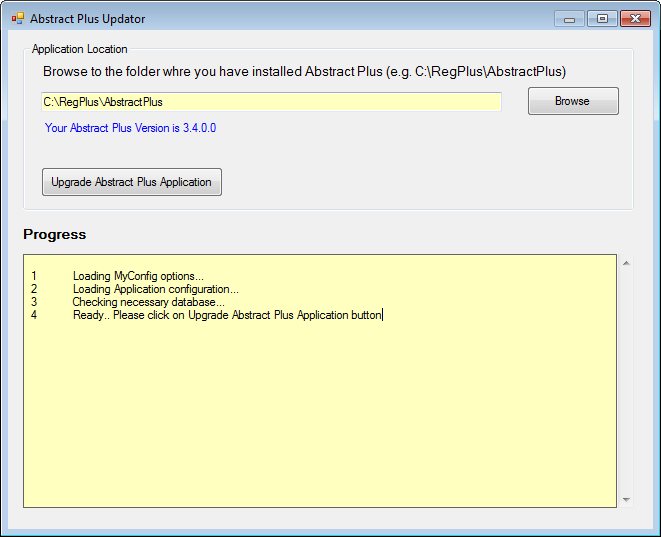 Abstract Plus Updator
Application Location
Browse to the folder whre you have installed Abstract Plus (e.g. C:\RegPlus\AbstractPlus)
C:\RegPlus\AbstractPlus
Browse
Your Abstract Plus Version is 3.4.0.0
Upgrade Abstract Plus Application
Progress
1 Loading MyConfig options...
2 Loading Application configuration...
3 Checking necessary database...
4 Ready.. Please click on Upgrade Abstract Plus Application button